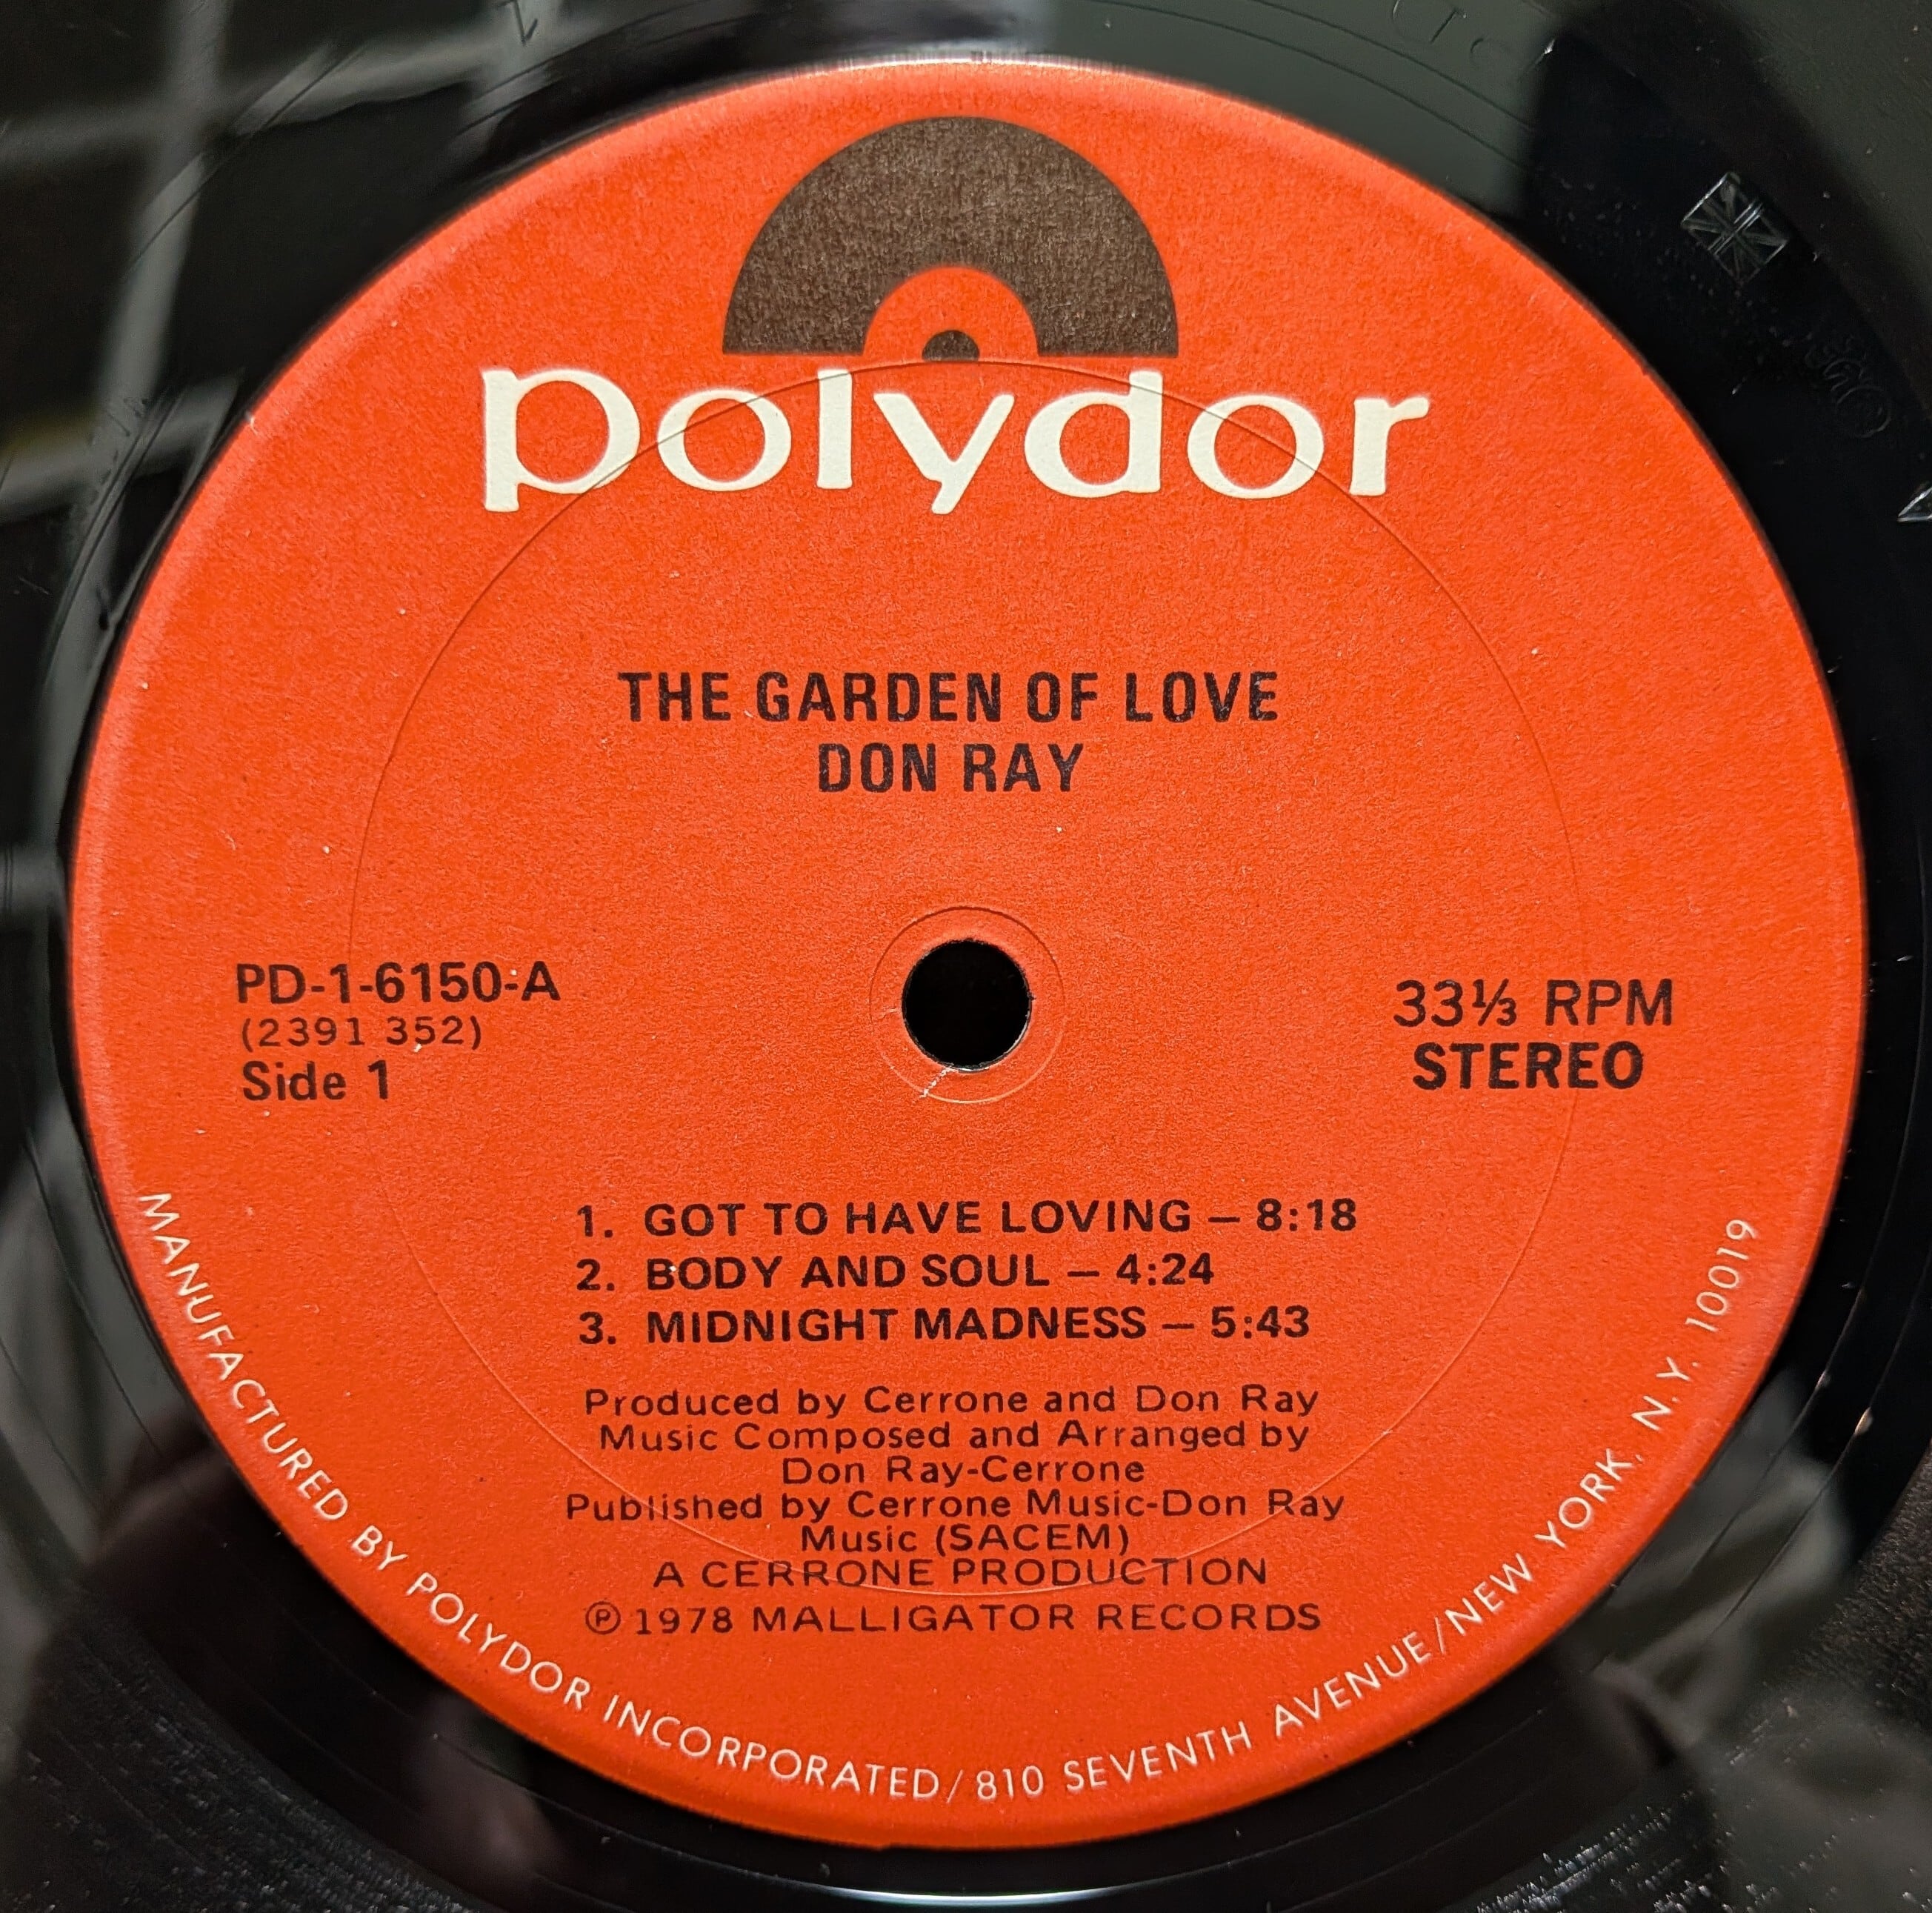 polydor
THE GARDEN OF LOVE
DON RAY
PD-1-6150-A
(2391 352)
Side 1
33⅓ RPM
STEREO
1. GOT TO HAVE LOVING – 8:18
2. BODY AND SOUL – 4:24
3. MIDNIGHT MADNESS – 5:43
Produced by Cerrone and Don Ray
Music Composed and Arranged by
Don Ray-Cerrone
Published by Cerrone Music-Don Ray
Music (SACEM)
A CERRONE PRODUCTION
℗ 1978 MALLIGATOR RECORDS
MANUFACTURED BY POLYDOR INCORPORATED/810 SEVENTH AVENUE/NEW YORK, N.Y. 10019